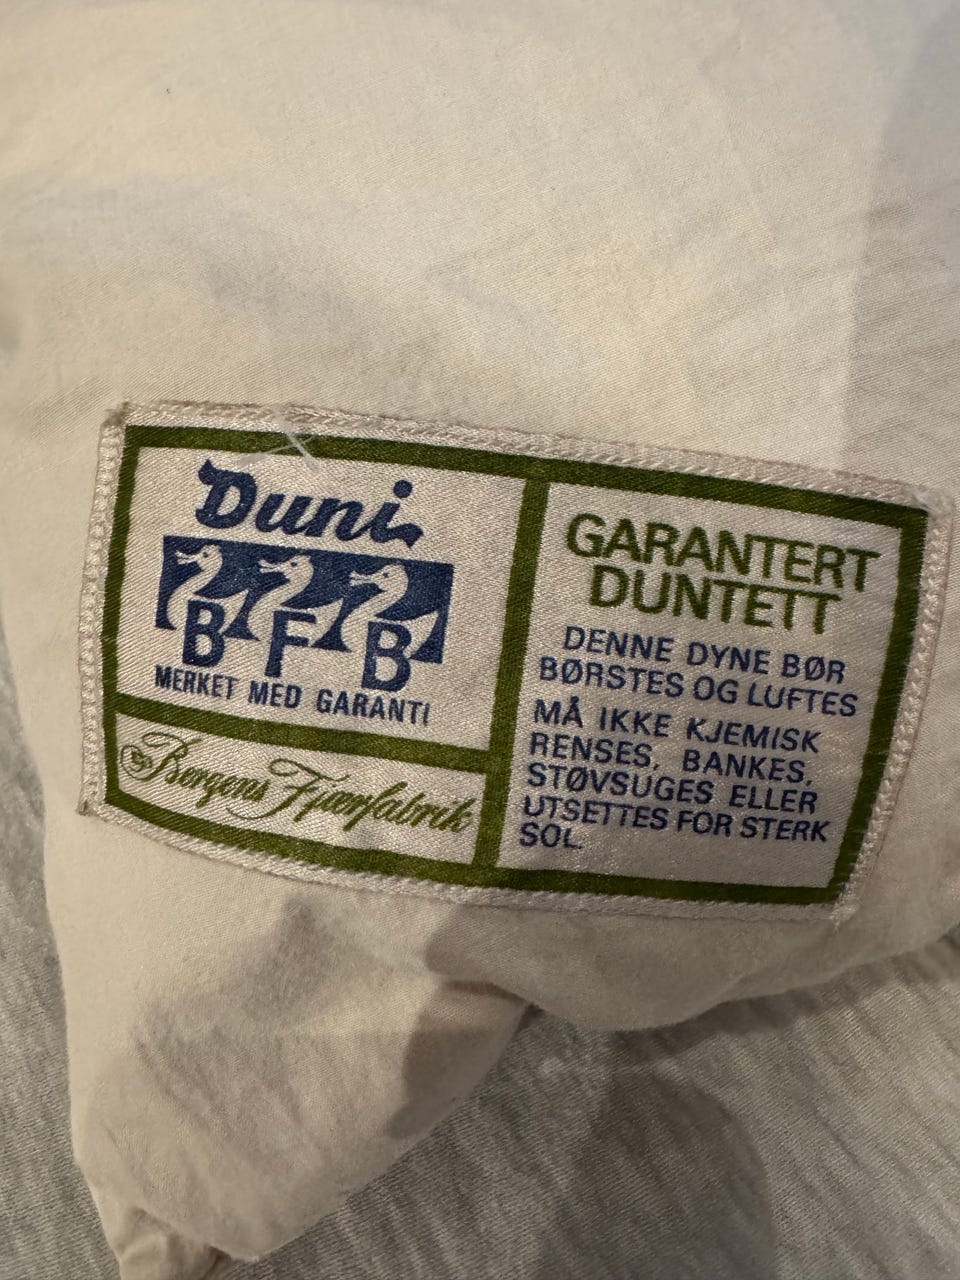 Duni
BFB
MERKET MED GARANTI
Bergens Fjærfabrik
GARANTERT
DUNTETT
DENNE DYNE BØR
BØRSTES OG LUFTES
MÅ IKKE KJEMISK
RENSES, BANKES,
STØVSUGES ELLER
UTSETTES FOR STERK
SOL.